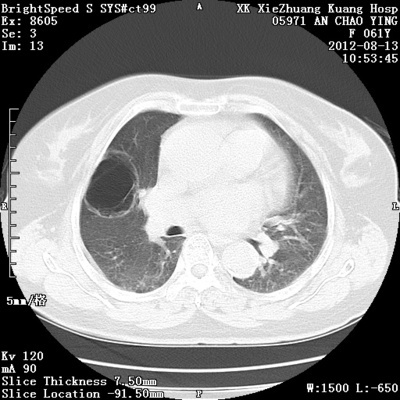 BrightSpeed S SYS#ct99
Ex: 8605
Se: 3
Im: 13
A
XK XieZhuang Kuang Hosp
05971 AN CHAO YING
F 061Y
2012-08-13
10:53:45
R
L
5mm/格
Kv 120
mA 90
Slice Thickness 7.50mm
Slice Location -91.50mm
P
W:1500 L:-650